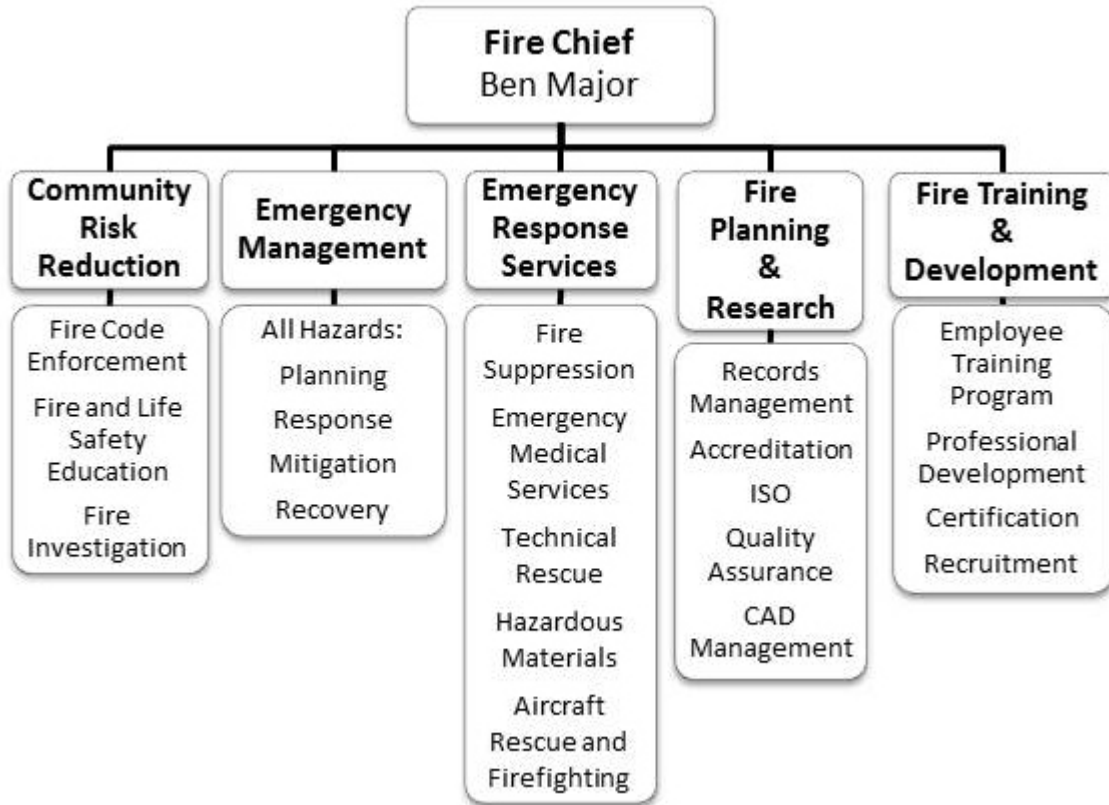 Fire Chief
Ben Major
Community
Risk
Reduction
Fire Code
Enforcement
Fire and Life
Safety
Education
Fire
Investigation
Emergency
Management
All Hazards:
Planning
Response
Mitigation
Recovery
Emergency
Response
Services
Fire
Suppression
Emergency
Medical
Services
Technical
Rescue
Hazardous
Materials
Aircraft
Rescue and
Firefighting
Fire
Planning
&
Research
Records
Management
Accreditation
ISO
Quality
Assurance
CAD
Management
Fire Training
&
Development
Employee
Training
Program
Professional
Development
Certification
Recruitment